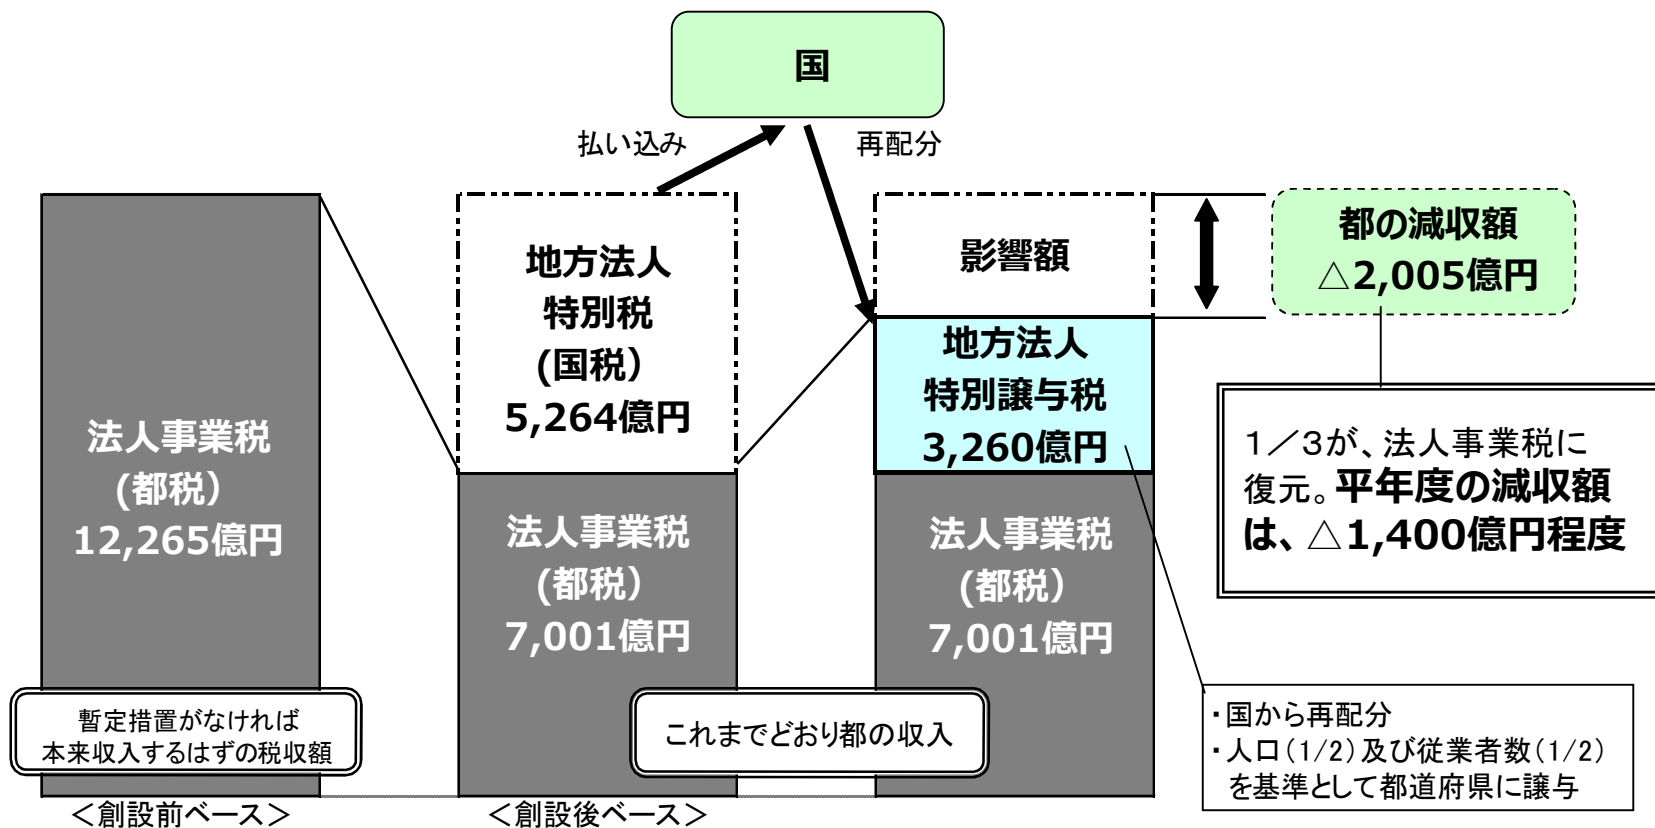 国
払い込み
再配分
法人事業税
(都税）
12,265億円
暫定措置がなければ
本来収入するはずの税収額
＜創設前ベース＞
地方法人
特別税
(国税）
5,264億円
法人事業税
(都税）
7,001億円
＜創設後ベース＞
これまでどおり都の収入
影響額
地方法人
特別譲与税
3,260億円
法人事業税
(都税）
7,001億円
都の減収額
△2,005億円
１／３が、法人事業税に
復元。平年度の減収額
は、△1,400億円程度
・国から再配分
・人口（1/2）及び従業者数（1/2）
を基準として都道府県に譲与